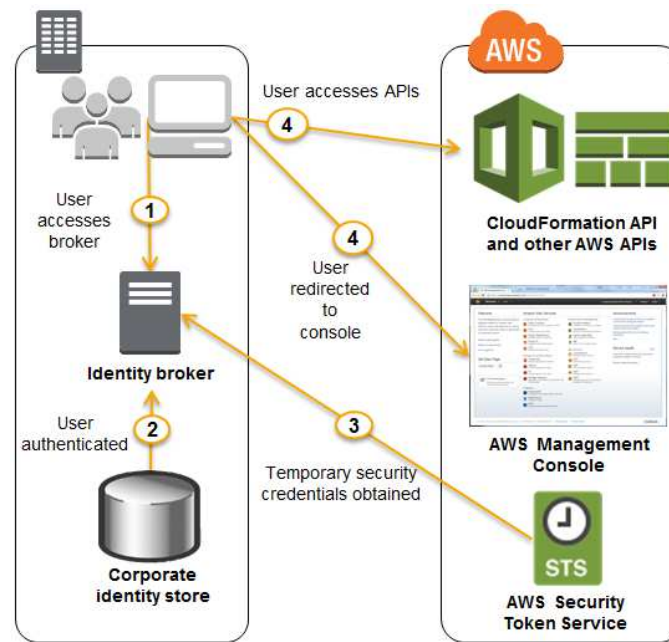 AWS
User accesses APIs
4
User
accesses
broker
1
CloudFormation API
and other AWS APIs
4
User
redirected
to
console
Identity broker
User
authenticated
2
3
AWS Management
Console
Temporary security
credentials obtained
STS
Corporate
identity store
AWS Security
Token Service